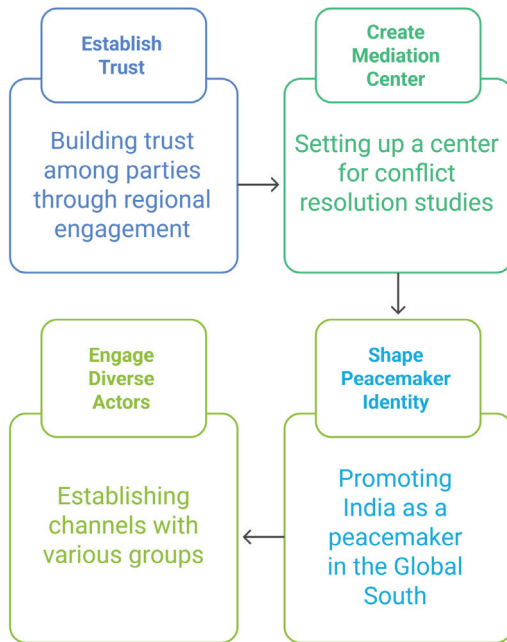 Establish
Trust
Building trust
among parties
through regional
engagement
Create
Mediation
Center
Setting up a center
for conflict
resolution studies
Shape
Peacemaker
Identity
Promoting
India as a
peacemaker
in the Global
South
Engage
Diverse
Actors
Establishing
channels with
various groups